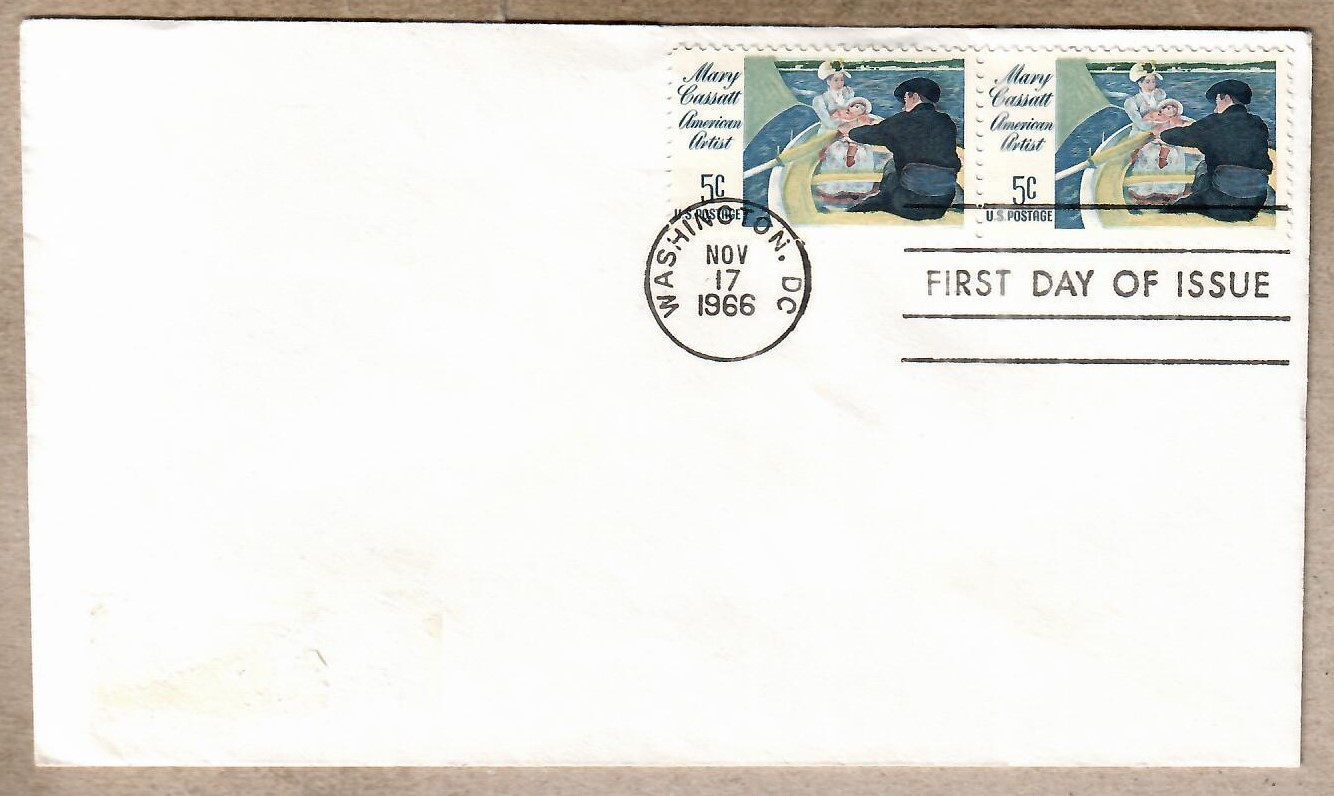 Mary
Cassatt
American
Artist
5c
U.S. POSTAGE
Mary
Cassatt
American
Artist
5c
U.S. POSTAGE
WASHINGTON, DC
NOV
17
1966
FIRST DAY OF ISSUE